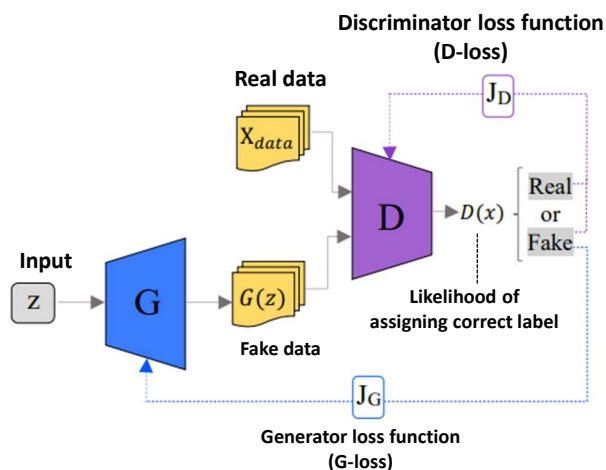 Discriminator loss function
(D-loss)
Real data
J_D
X_data
D
D(x)
Real
or
Fake
Input
z
G
G(z)
Fake data
Likelihood of
assigning correct label
J_G
Generator loss function
(G-loss)